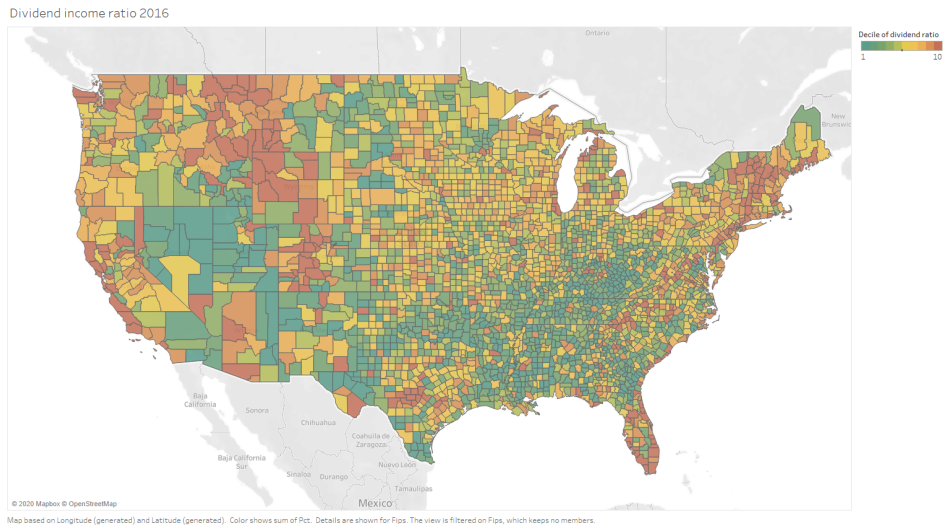 Dividend income ratio 2016
Decile of dividend ratio
1 10
Ontario
New
Brunswick
Baja
California
Sonora
Chihuahua
Coahuila de
Zaragoza
Baja California
Sur
Sinaloa
Durango
Nuevo León
Tamaulipas
Mexico
© 2020 Mapbox © OpenStreetMap
Map based on Longitude (generated) and Latitude (generated). Color shows sum of Pct. Details are shown for Fips. The view is filtered on Fips, which keeps no members.